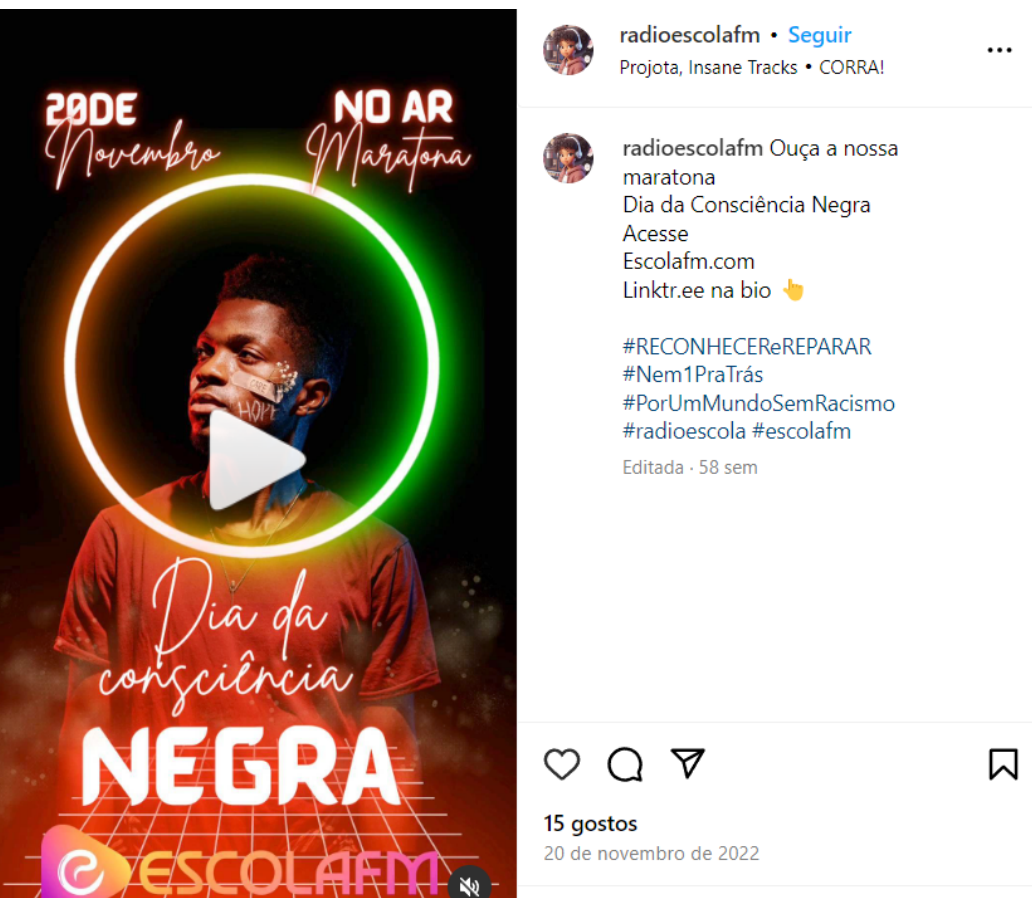 20DE
Novembro
NO AR
Maratona
CARE
HOPE
Dia da
consciência
NEGRA
ESCOLAFM
radioescolafm • Seguir
Projota, Insane Tracks • CORRA!
radioescolafm Ouça a nossa
maratona
Dia da Consciência Negra
Acesse
Escolafm.com
Linktr.ee na bio 👆
#RECONHECEReREPARAR
#Nem1PraTrás
#PorUmMundoSemRacismo
#radioescola #escolafm
Editada · 58 sem
15 gostos
20 de novembro de 2022